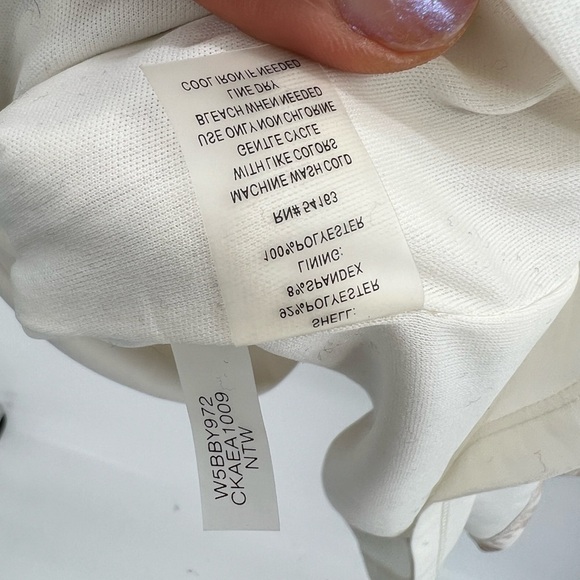 SHELL:
92%POLYESTER
8%SPANDEX
LINING:
100%POLYESTER
RN# 54163
MACHINE WASH COLD
WITH LIKE COLORS
GENTLE CYCLE
USE ONLY NON CHLORINE
BLEACH WHEN NEEDED
LINE DRY
COOL IRON IF NEEDED
W5BBY972
CKAEA1009
NTW